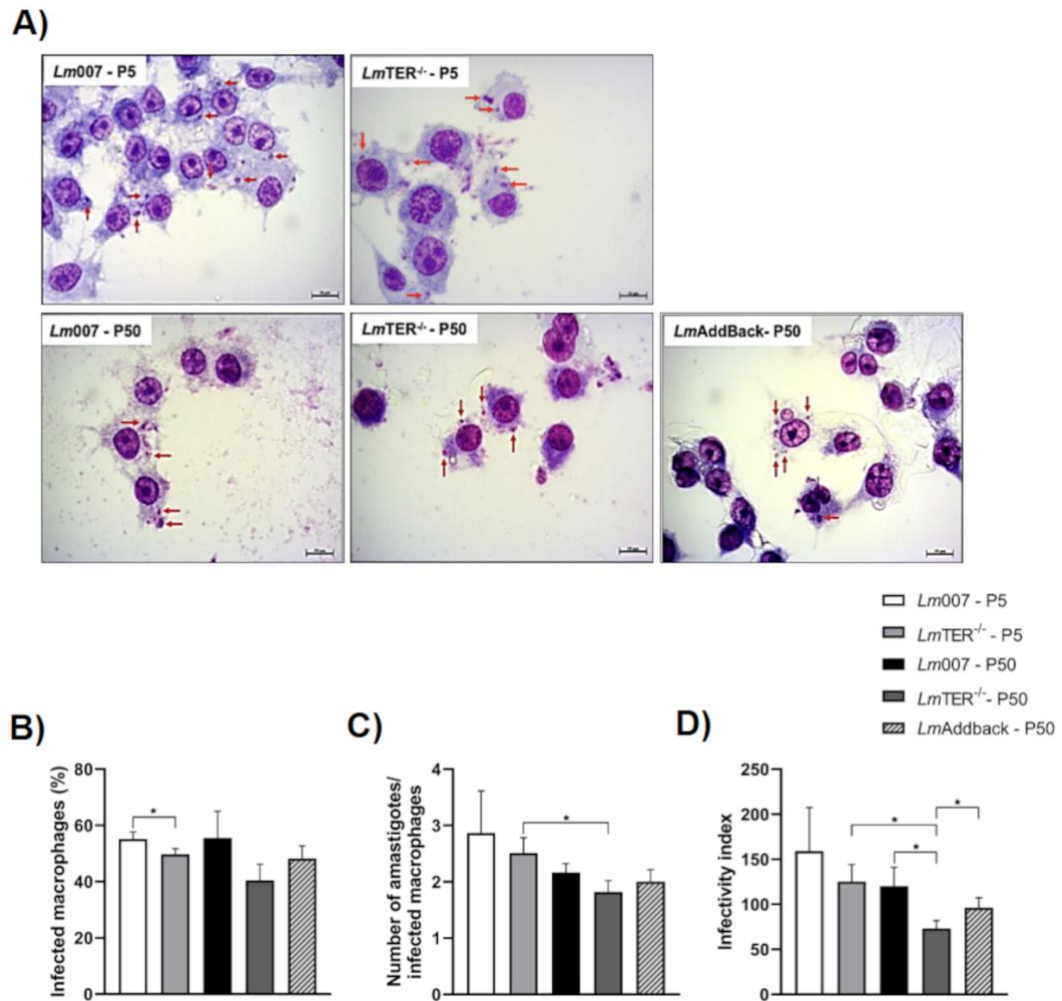 A)
Lm007 - P5
LmTER-/- - P5
Lm007 - P50
LmTER-/- - P50
LmAddBack- P50
Lm007 - P5
LmTER-/- - P5
Lm007 - P50
LmTER-/-- P50
LmAddback - P50
B)
Infected macrophages (%)
80
60
40
20
0
*
C)
Number of amastigotes/
infected macrophages
4
3
2
1
0
*
D)
Infectivity index
250
200
150
100
50
0
*
*
*